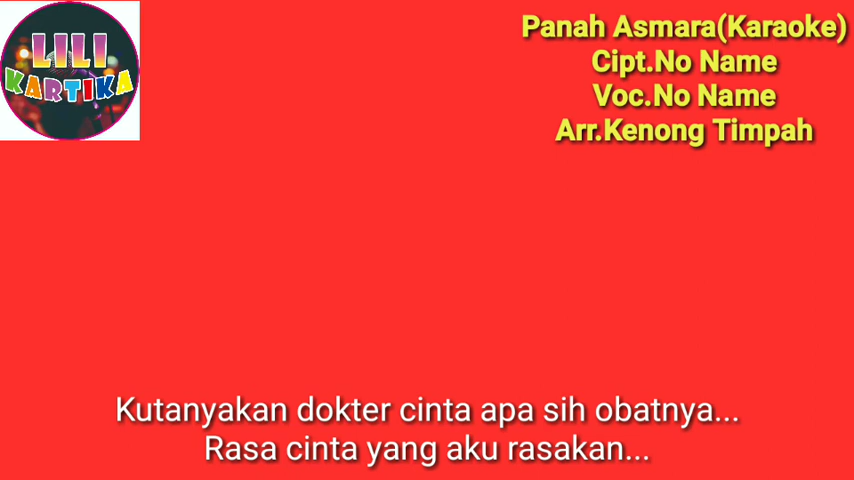 LILI
KARTIKA
Panah Asmara(Karaoke)
Cipt.No Name
Voc.No Name
Arr.Kenong Timpah
Kutanyakan dokter cinta apa sih obatnya...
Rasa cinta yang aku rasakan...